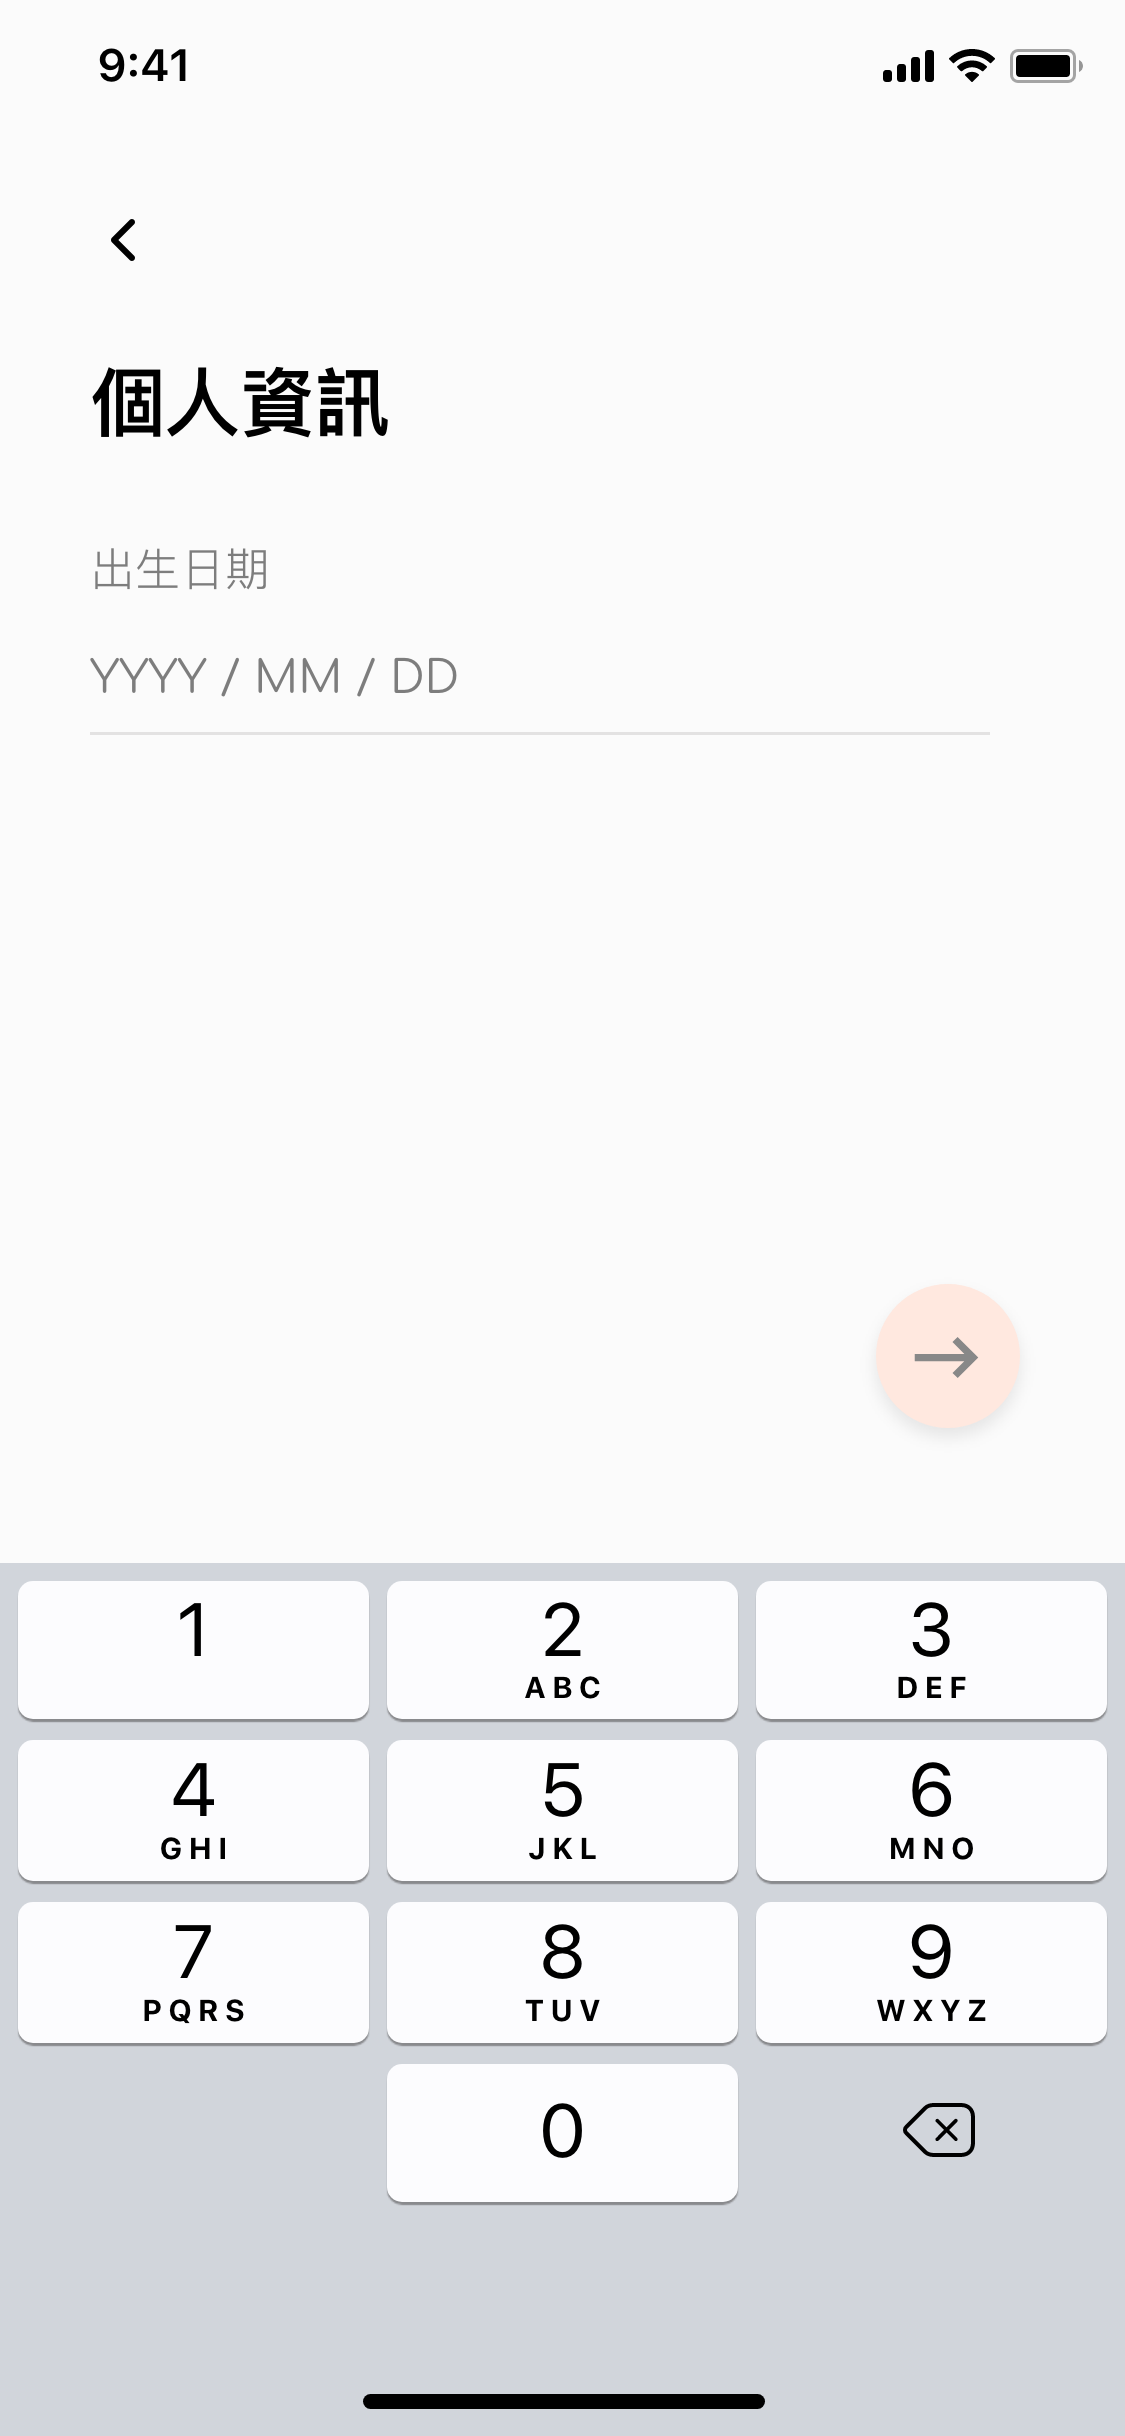 9:41
個人資訊
出生日期
YYYY / MM / DD
1
2
3
ABC
DEF
4
5
6
GHI
JKL
MNO
7
8
9
PQRS
TUV
WXYZ
0